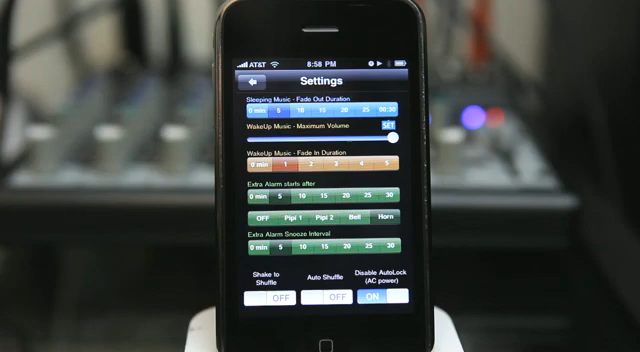 AT&T 8:58 PM
Settings
Sleeping Music - Fade Out Duration
0 min 5 10 15 20 25 00:30
WakeUp Music - Maximum Volume SET
WakeUp Music - Fade In Duration
0 min 1 2 3 4 5
Extra Alarm starts after
0 min 5 10 15 20 25 30
OFF Pipi 1 Pipi 2 Bell Horn
Extra Alarm Snooze Interval
0 min 5 10 15 20 25 30
Shake to Shuffle Auto Shuffle Disable AutoLock (AC power)
OFF OFF ON